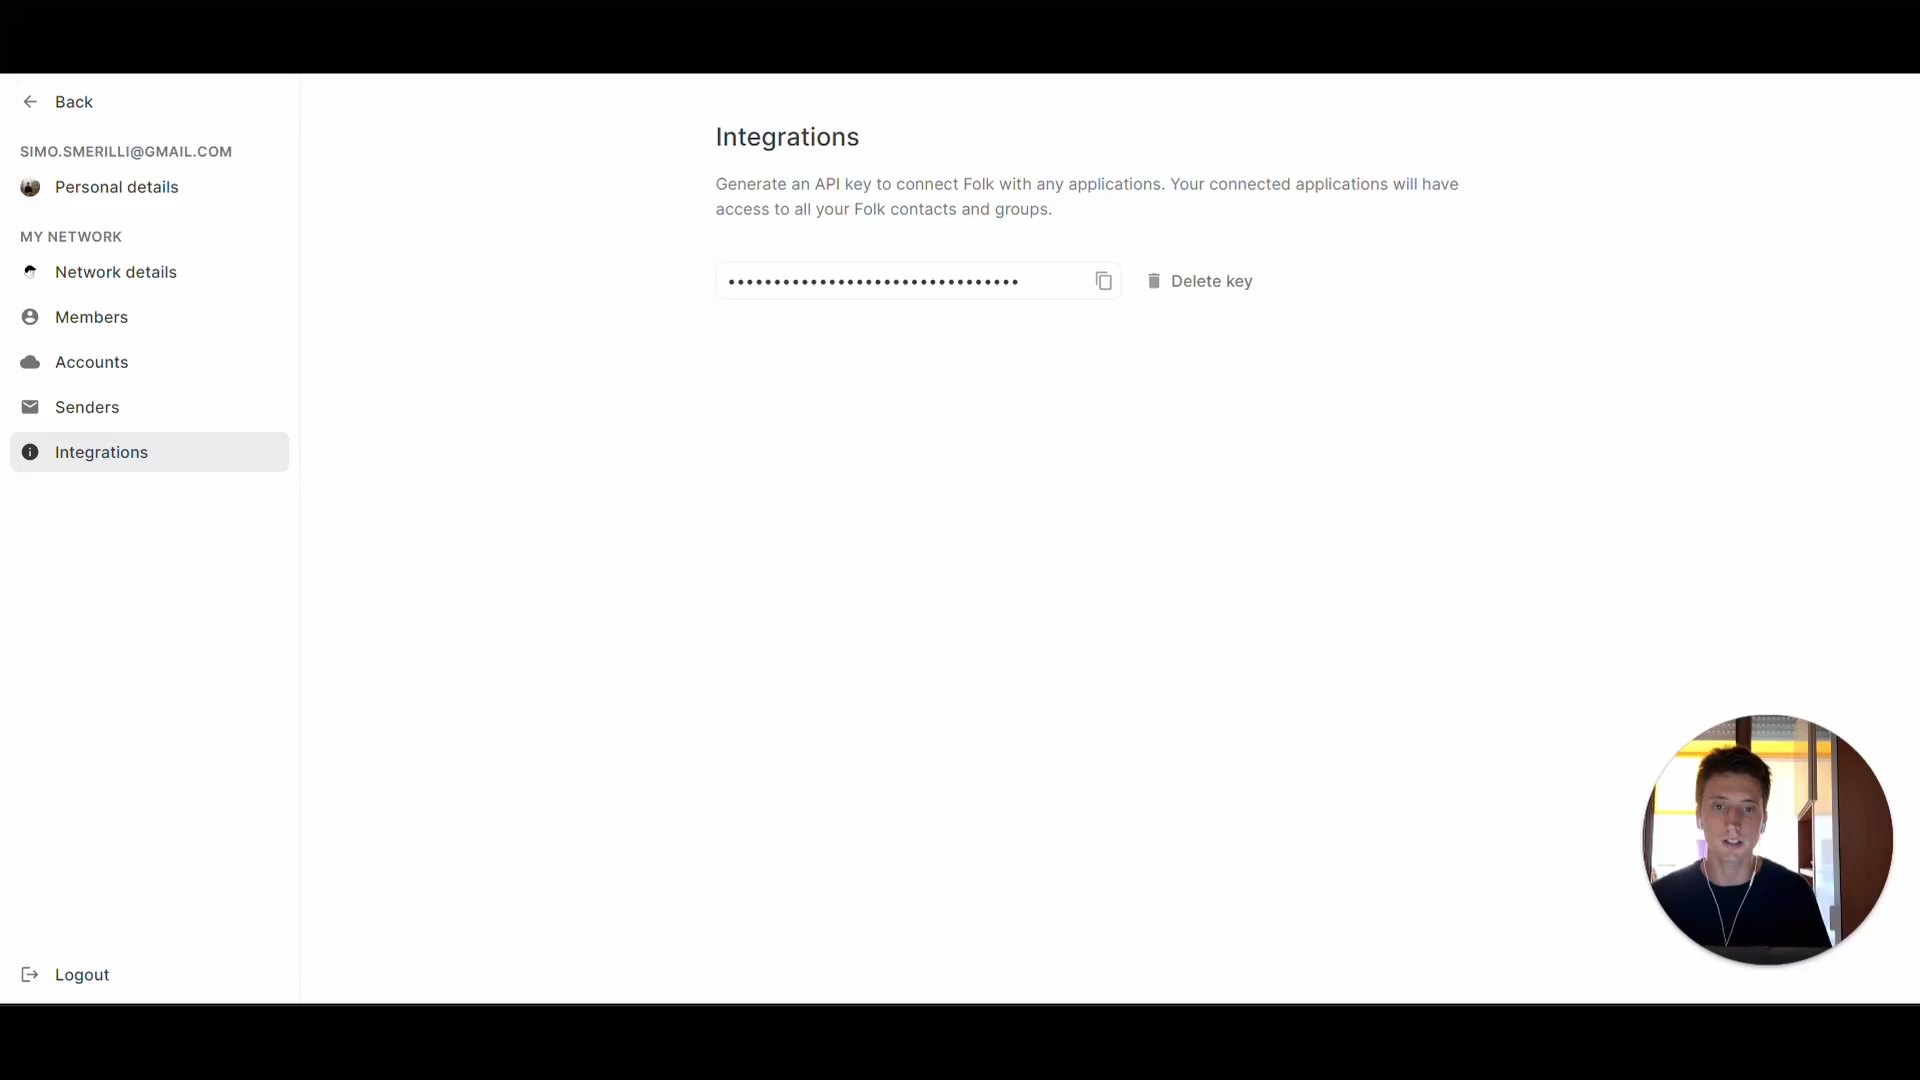 Back
SIMO.SMERILLI@GMAIL.COM
Personal details
MY NETWORK
Network details
Members
Accounts
Senders
Integrations
Logout
Integrations
Generate an API key to connect Folk with any applications. Your connected applications will have
access to all your Folk contacts and groups.
••••••••••••••••••••••••••••••••
Delete key